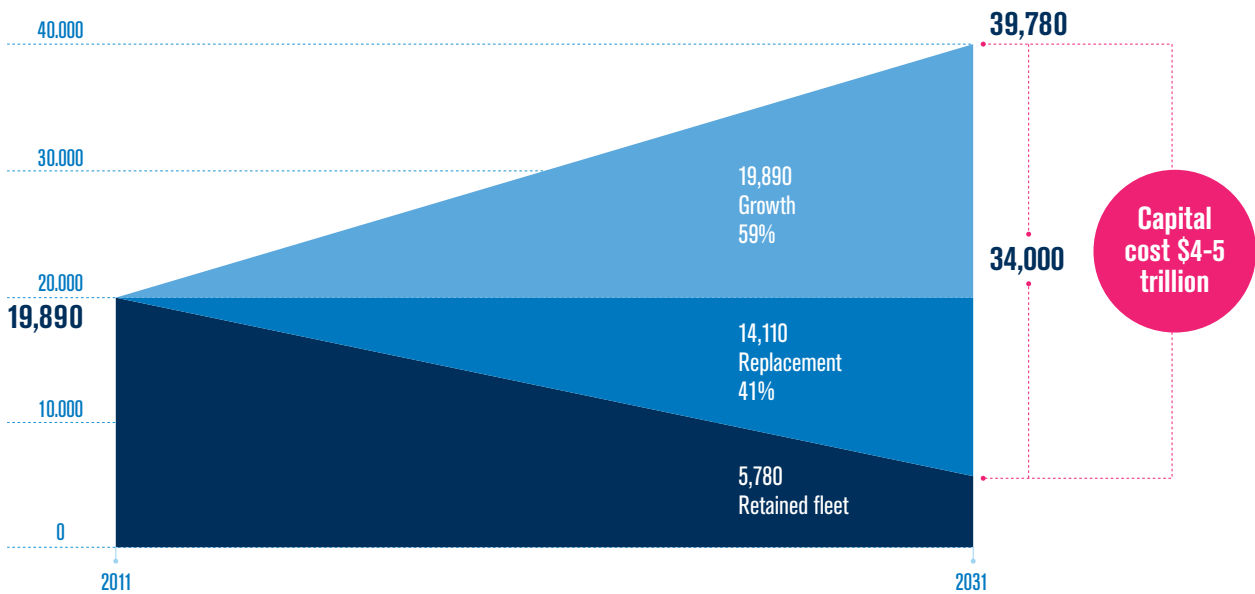 40.000
39,780
30.000
19,890
Growth
59%
34,000
Capital
cost $4-5
trillion
20.000
19,890
14,110
Replacement
41%
10.000
5,780
Retained fleet
0
2011
2031